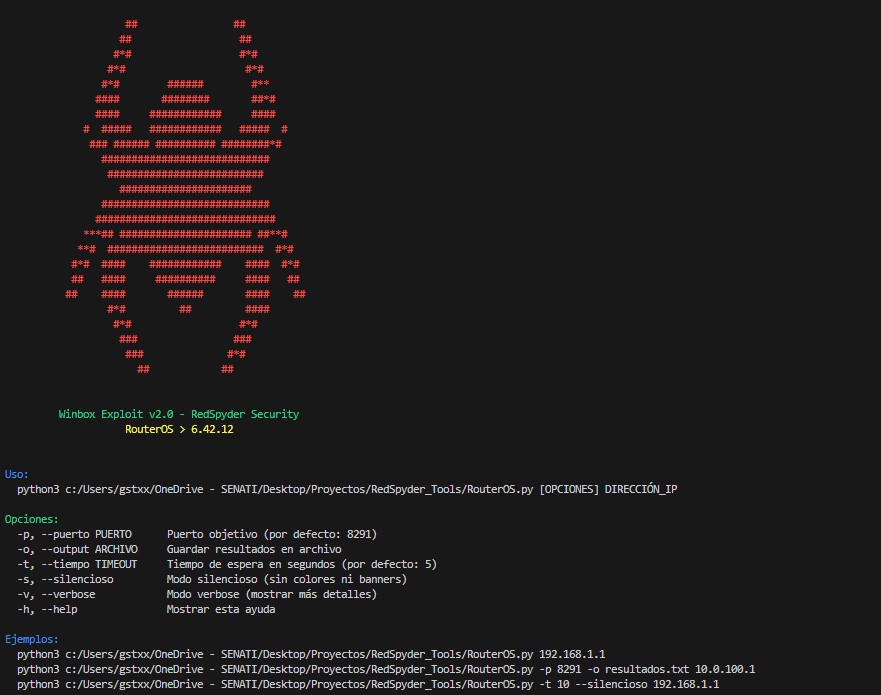 Winbox Exploit v2.0 - RedSpyder Security
RouterOS > 6.42.12
Uso:
python3 c:/Users/gstxx/OneDrive - SENATI/Desktop/Proyectos/RedSpyder_Tools/RouterOS.py [OPCIONES] DIRECCIÓN_IP
Opciones:
-p, --puerto PUERTO      Puerto objetivo (por defecto: 8291)
-o, --output ARCHIVO     Guardar resultados en archivo
-t, --tiempo TIMEOUT     Tiempo de espera en segundos (por defecto: 5)
-s, --silencioso         Modo silencioso (sin colores ni banners)
-v, --verbose            Modo verbose (mostrar más detalles)
-h, --help               Mostrar esta ayuda
Ejemplos:
python3 c:/Users/gstxx/OneDrive - SENATI/Desktop/Proyectos/RedSpyder_Tools/RouterOS.py 192.168.1.1
python3 c:/Users/gstxx/OneDrive - SENATI/Desktop/Proyectos/RedSpyder_Tools/RouterOS.py -p 8291 -o resultados.txt 10.0.100.1
python3 c:/Users/gstxx/OneDrive - SENATI/Desktop/Proyectos/RedSpyder_Tools/RouterOS.py -t 10 --silencioso 192.168.1.1